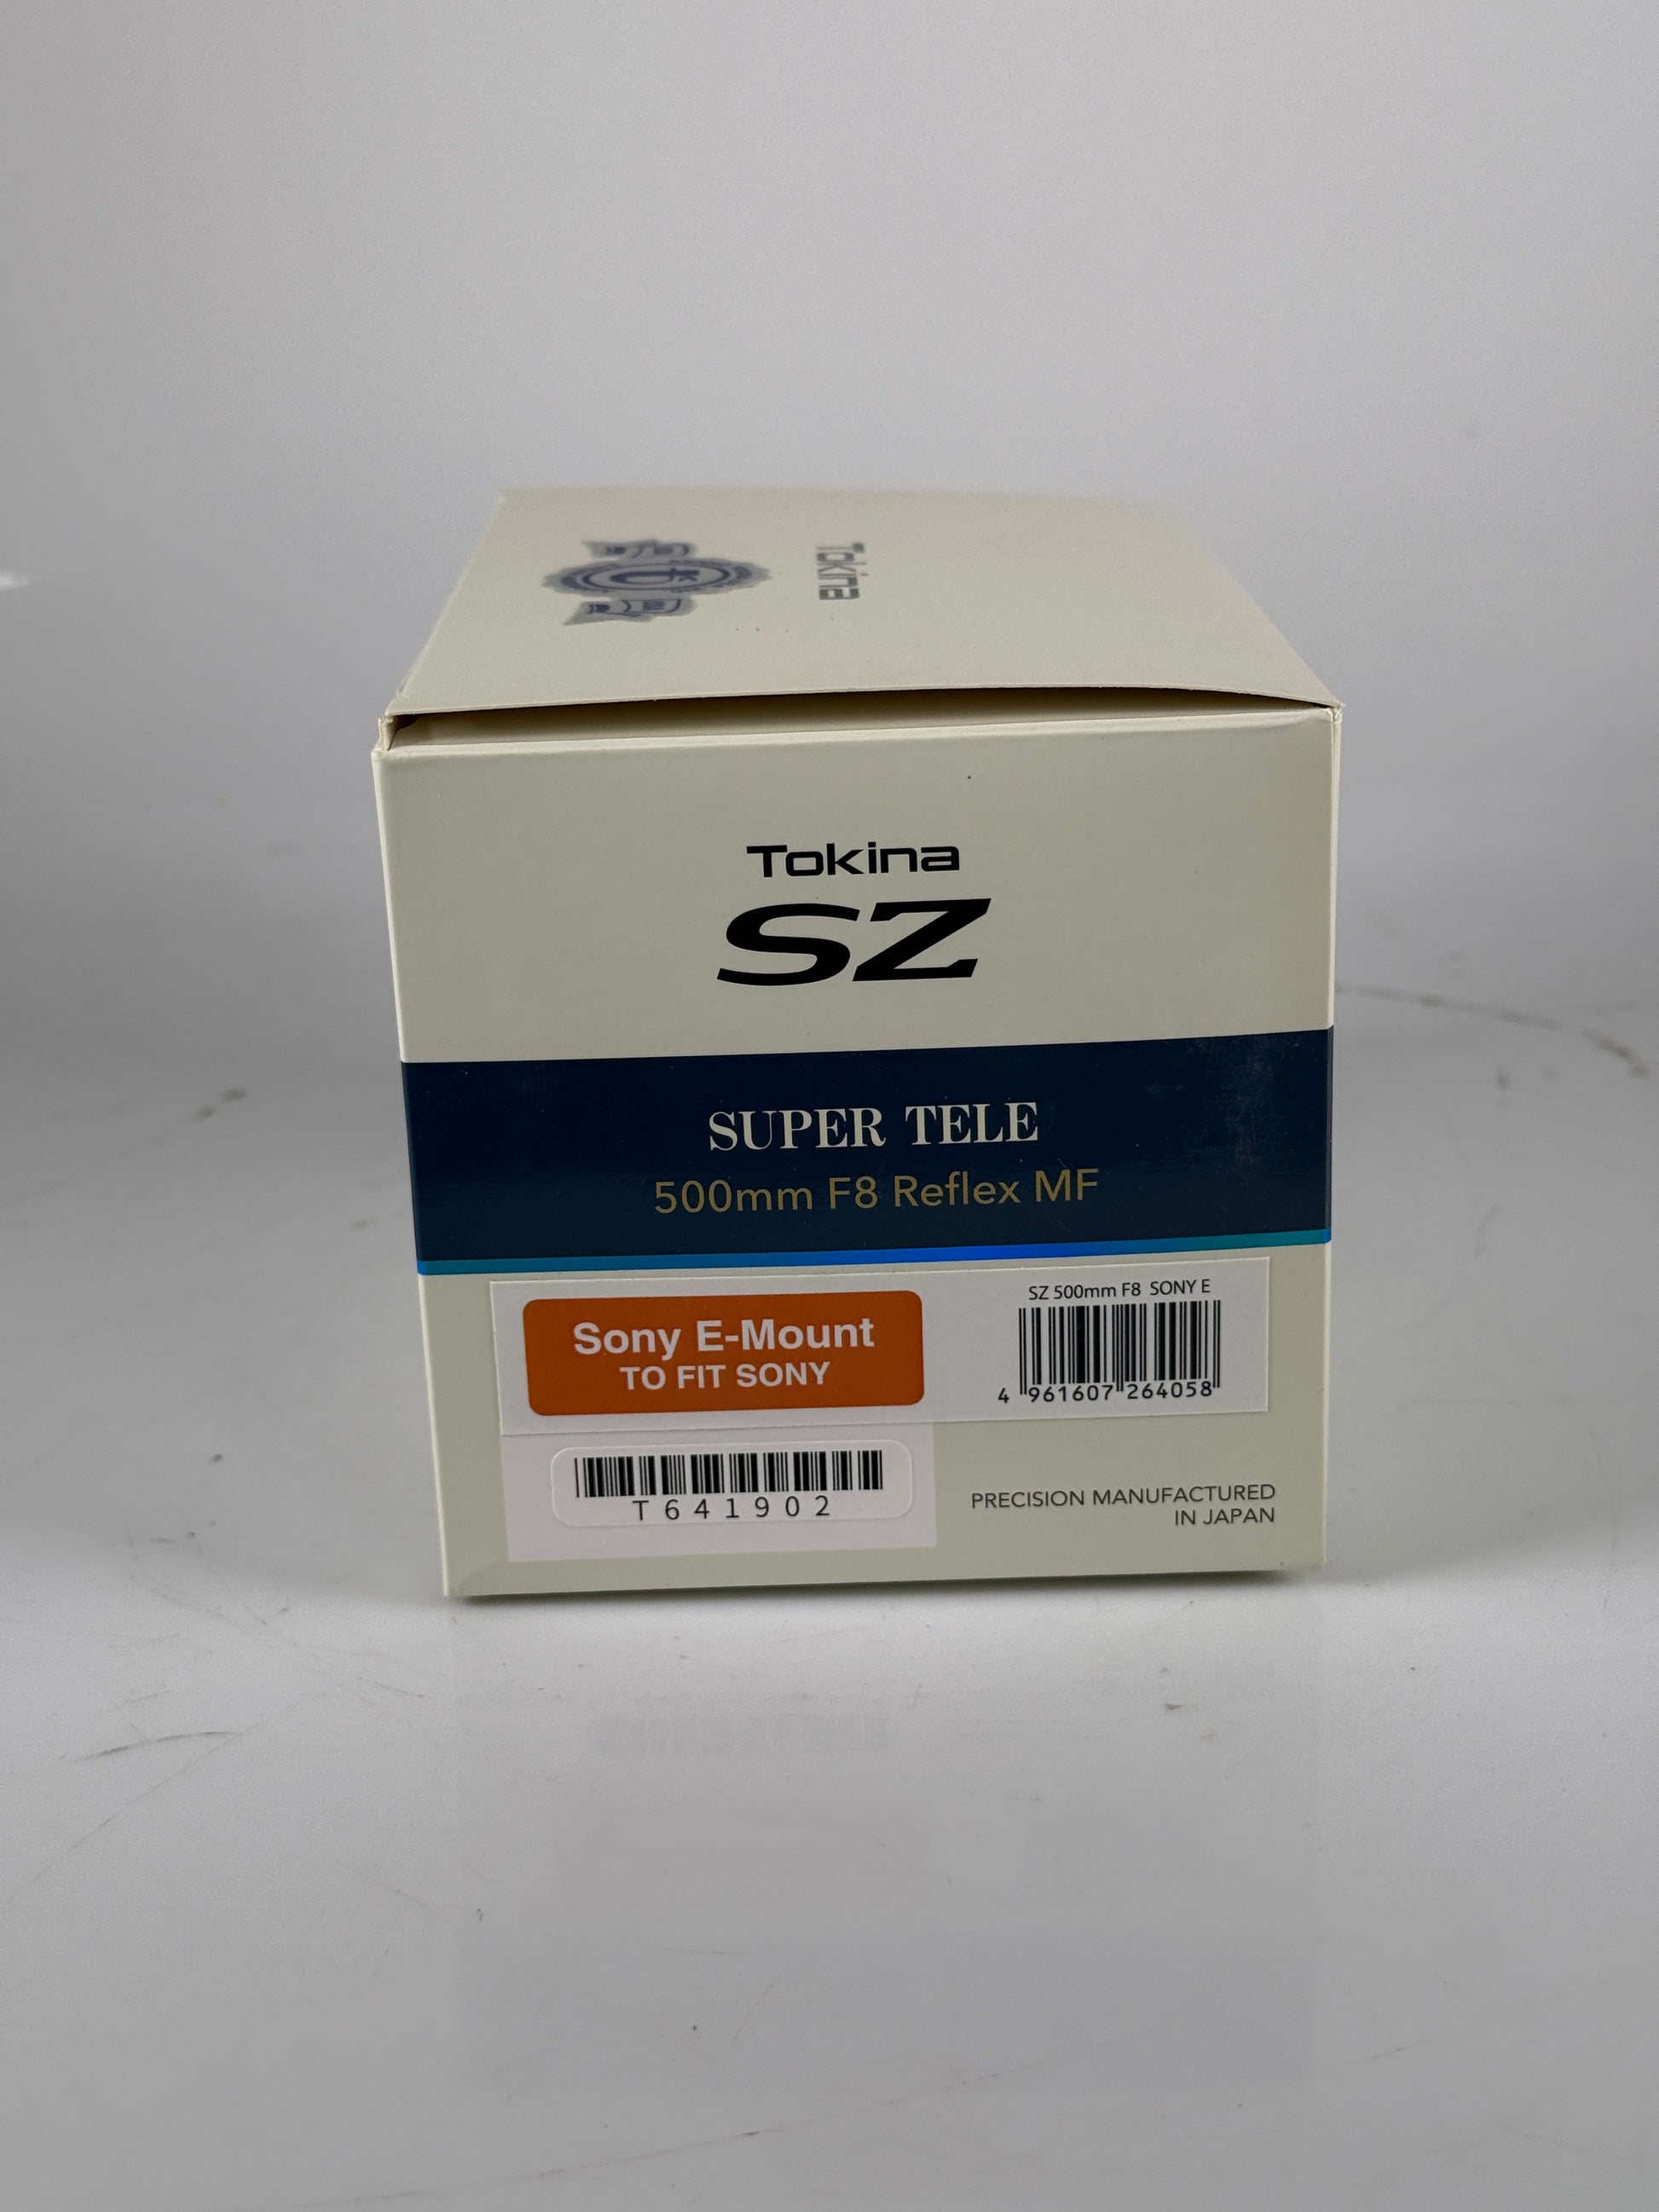 Tokina
Tokina
SZ
SUPER TELE
500mm F8 Reflex MF
Sony E-Mount
TO FIT SONY
SZ 500mm F8 SONY E
4 961607 264058
T641902
PRECISION MANUFACTURED
IN JAPAN